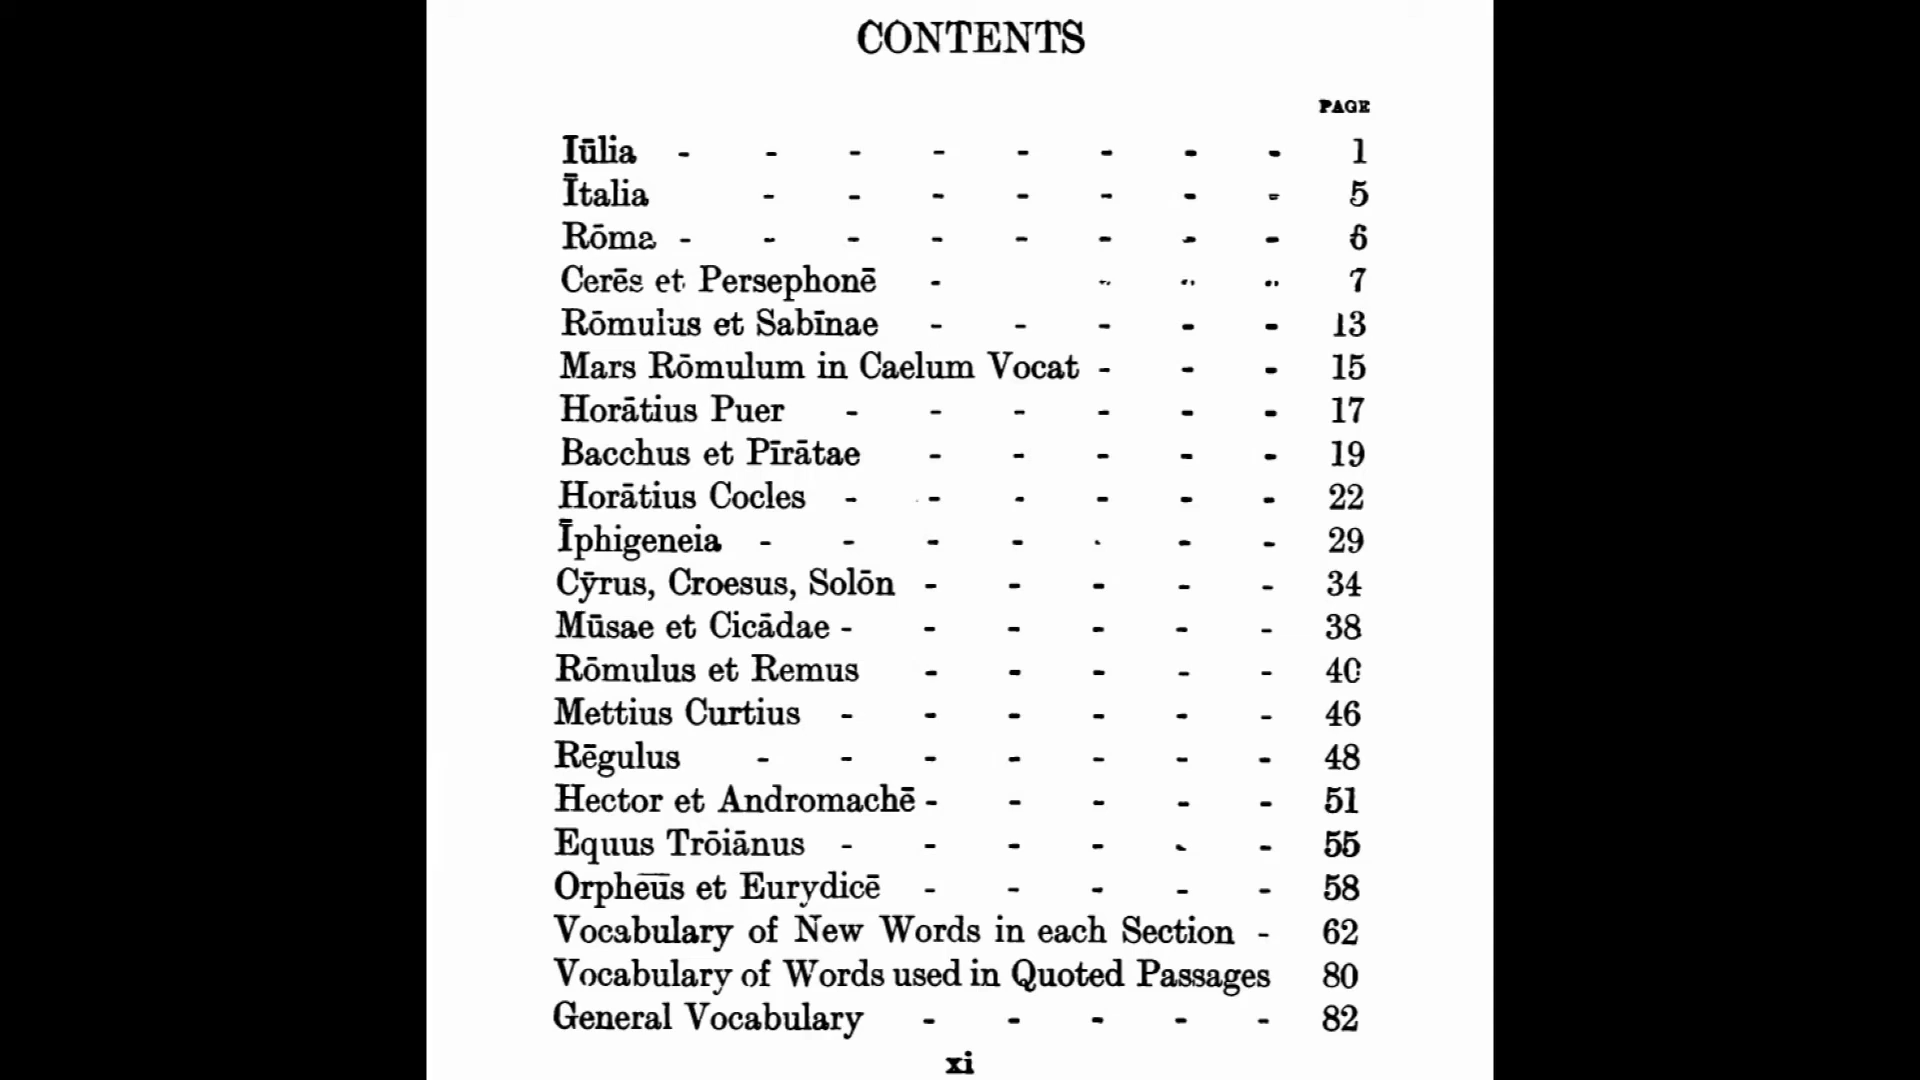 CONTENTS
PAGE
Iūlia - - - - - - - - 1
Ītalia - - - - - - - 5
Rōma - - - - - - - - 6
Cerēs et Persephonē - - - - 7
Rōmulus et Sabīnae - - - - - 13
Mars Rōmulum in Caelum Vocat - - - 15
Horātius Puer - - - - - - 17
Bacchus et Pīrātae - - - - - 19
Horātius Cocles - - - - - - 22
Īphigeneia - - - - - - - 29
Cȳrus, Croesus, Solōn - - - - - 34
Mūsae et Cicādae - - - - - - 38
Rōmulus et Remus - - - - - 40
Mettius Curtius - - - - - - 46
Rēgulus - - - - - - - 48
Hector et Andromachē - - - - - 51
Equus Trōiānus - - - - - - 55
Orphēūs et Eurydicē - - - - - 58
Vocabulary of New Words in each Section - 62
Vocabulary of Words used in Quoted Passages 80
General Vocabulary - - - - - 82
xi